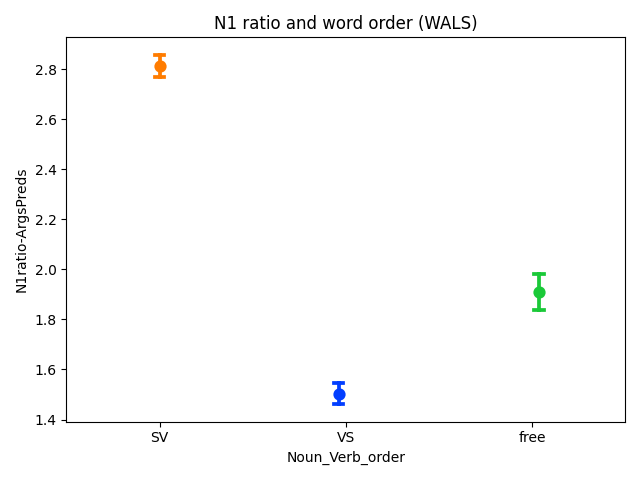 N1 ratio and word order (WALS)
N1ratio-ArgsPreds
2.8
2.6
2.4
2.2
2.0
1.8
1.6
1.4
SV VS free
Noun_Verb_order